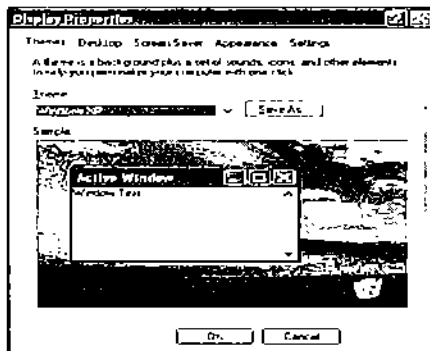 Display Properties
Themes Desktop Screen Saver Appearance Settings
A theme is a background plus a set of sounds, icons, and other elements
to help you personalize your computer with one click.
Theme:
Windows XP Save As...
Sample:
Active Window
Window Text
OK Cancel